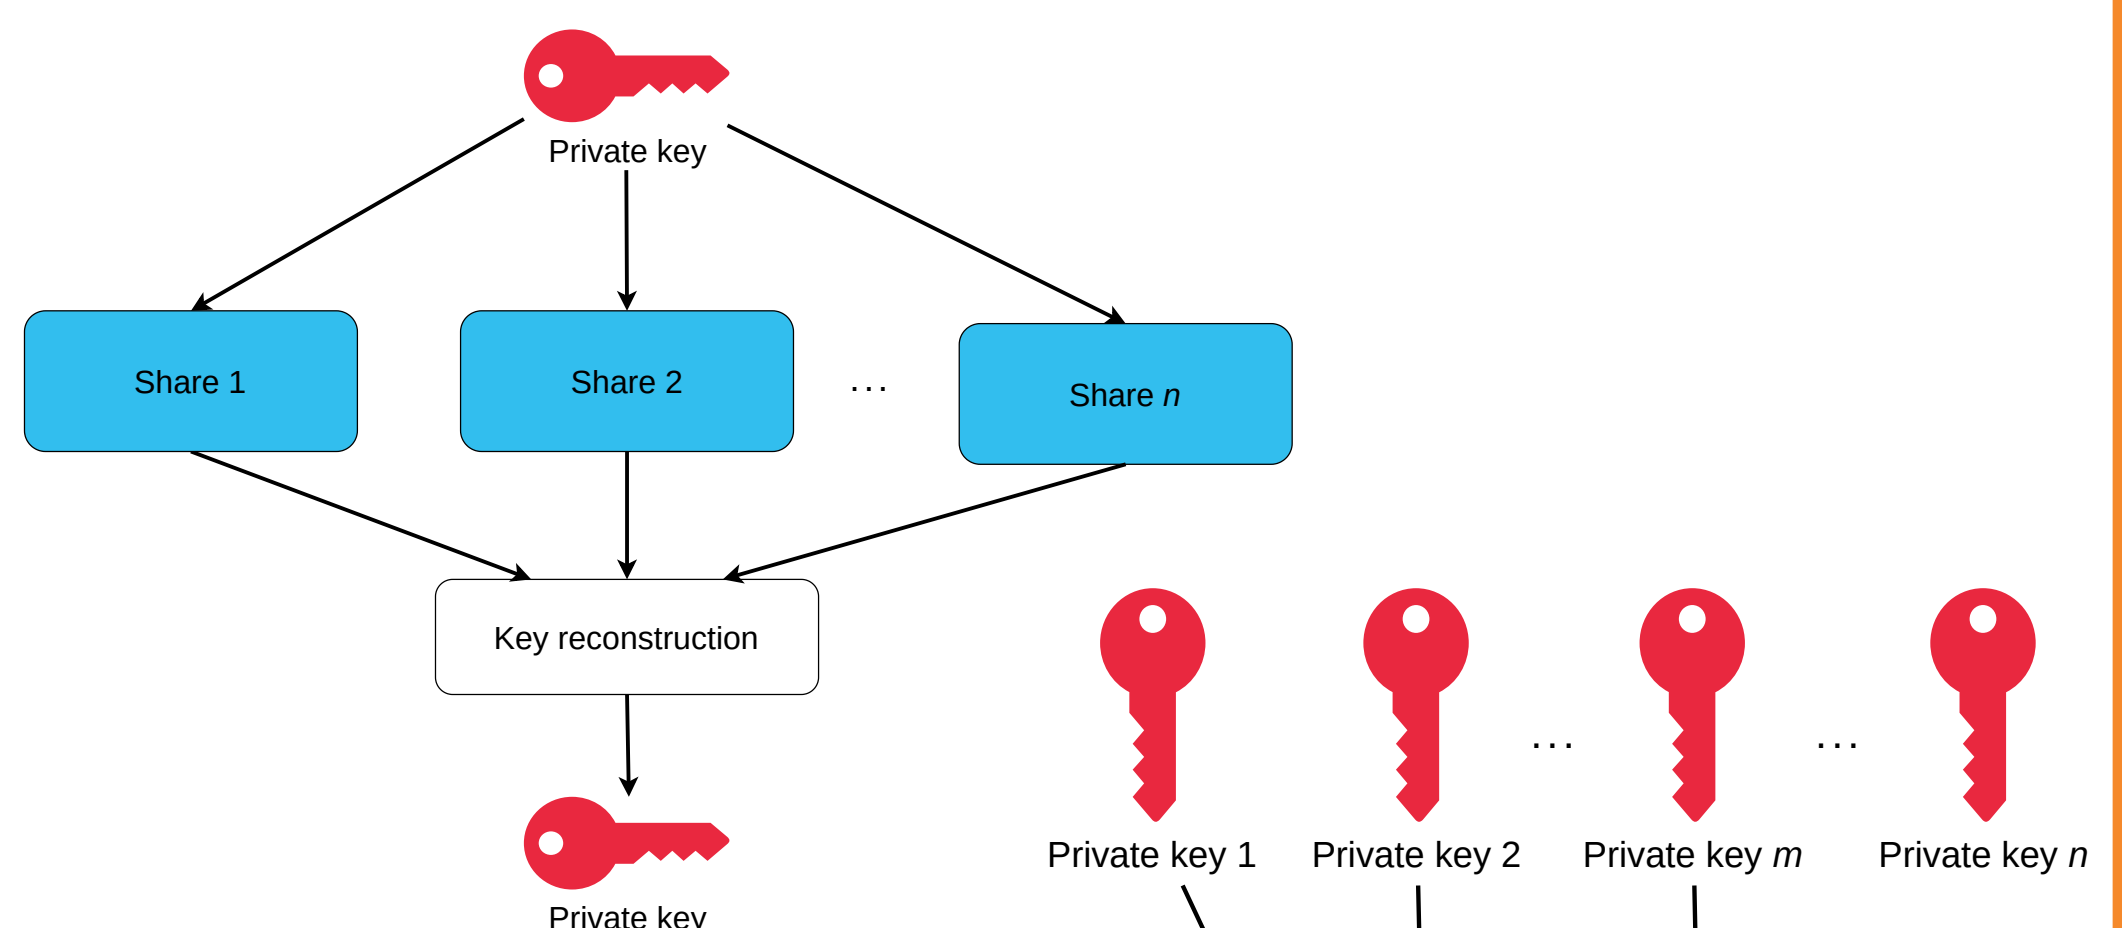 Private key
Share 1
Share 2
...
Share n
Key reconstruction
Private key
...
...
Private key 1
Private key 2
Private key m
Private key n